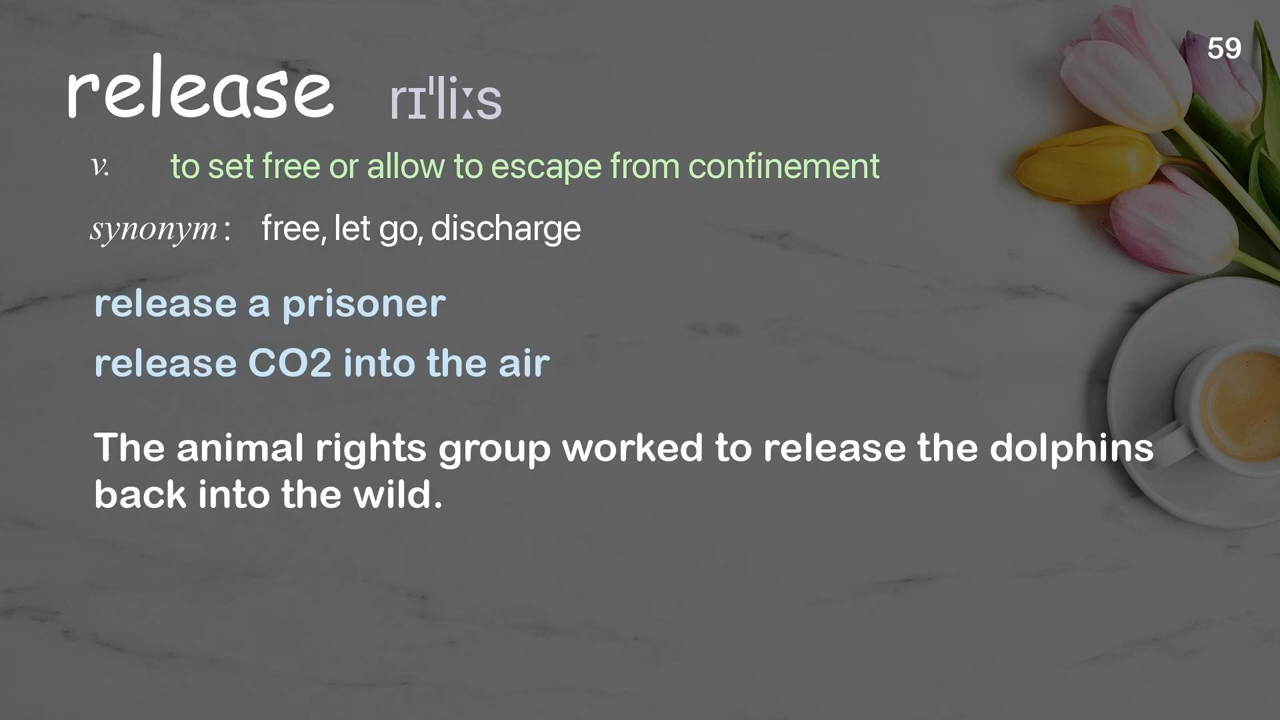 59
release rɪˈliːs
v. to set free or allow to escape from confinement
synonym: free, let go, discharge
release a prisoner
release CO2 into the air
The animal rights group worked to release the dolphins
back into the wild.